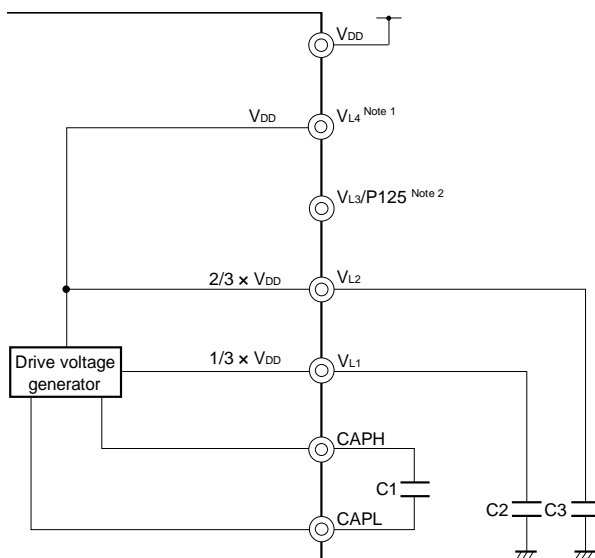 VDD
VDD
VL4 Note 1
VL3/P125 Note 2
2/3 × VDD
VL2
Drive voltage
generator
1/3 × VDD
VL1
CAPH
C1
C2
C3
CAPL